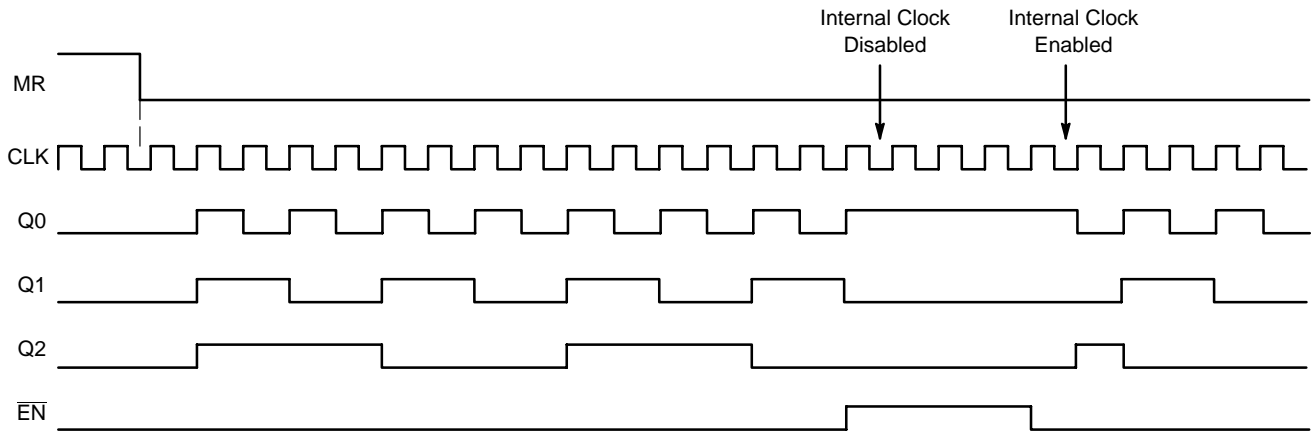 Internal Clock
Disabled
Internal Clock
Enabled
MR
CLK
Q0
Q1
Q2
EN